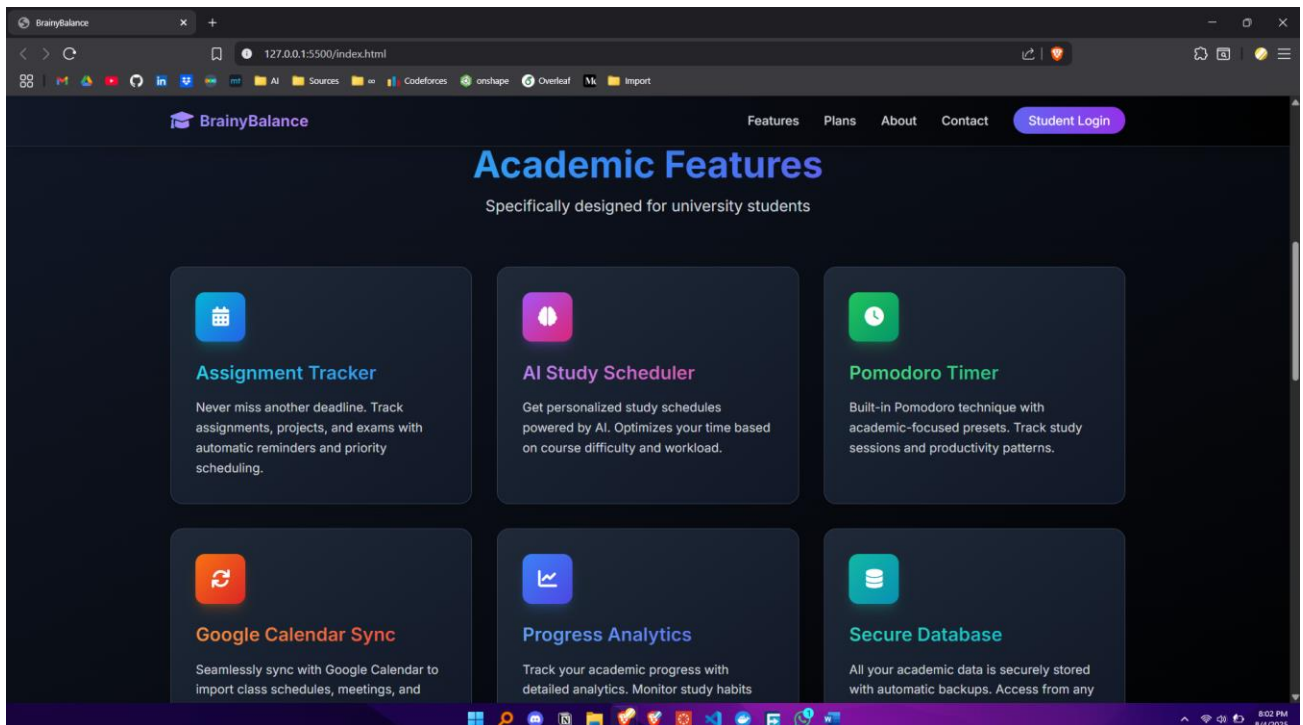 BrainyBalance
127.0.0.1:5500/index.html
AI Sources ∞ Codeforces onshape Overleaf Import
BrainyBalance Features Plans About Contact Student Login
Academic Features
Specifically designed for university students
Assignment Tracker
Never miss another deadline. Track
assignments, projects, and exams with
automatic reminders and priority
scheduling.
AI Study Scheduler
Get personalized study schedules
powered by AI. Optimizes your time based
on course difficulty and workload.
Pomodoro Timer
Built-in Pomodoro technique with
academic-focused presets. Track study
sessions and productivity patterns.
Google Calendar Sync
Seamlessly sync with Google Calendar to
import class schedules, meetings, and
Progress Analytics
Track your academic progress with
detailed analytics. Monitor study habits
Secure Database
All your academic data is securely stored
with automatic backups. Access from any
8:02 PM